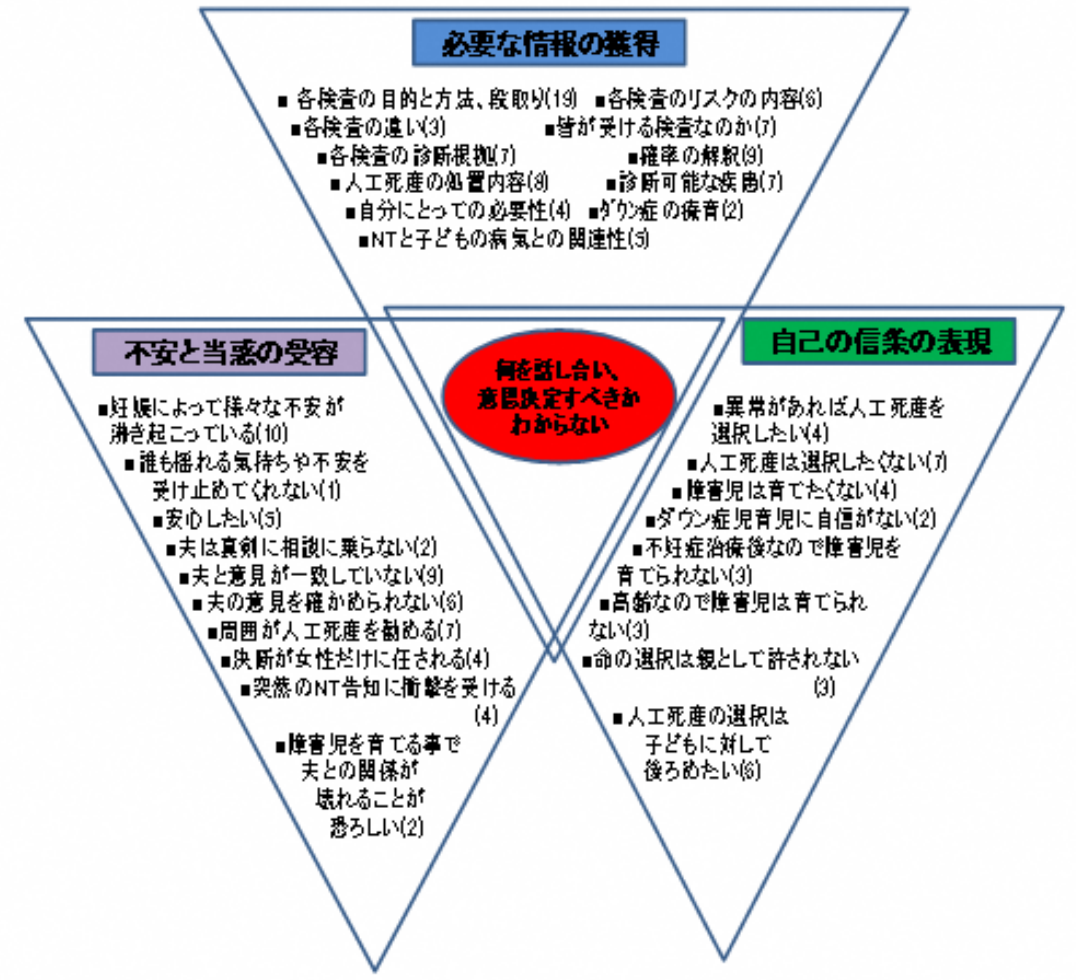 必要な情報の獲得
■ 各検査の目的と方法、段取り(19) ■各検査のリスクの内容(6)
■各検査の違い(3) ■皆が受ける検査なのか(7)
■各検査の診断根拠(7) ■確率の解釈(9)
■人工死産の処置内容(8) ■診断可能な疾患(7)
■自分にとっての必要性(4) ■ダウン症の療育(2)
■NTと子どもの病気との関連性(5)
不安と当惑の受容
■妊娠によって様々な不安が
沸き起こっている(10)
■誰も揺れる気持ちや不安を
受け止めてくれない(1)
■安心したい(5)
■夫は真剣に相談に乗らない(2)
■夫と意見が一致していない(9)
■夫の意見を確かめられない(6)
■周囲が人工死産を勧める(7)
■決断が女性だけに任される(4)
■突然のNT告知に衝撃を受ける
(4)
■障害児を育てる事で
夫との関係が
壊れることが
恐ろしい(2)
何を話し合い、
意思決定すべきか
わからない
自己の信条の表現
■異常があれば人工死産を
選択したい(4)
■人工死産は選択したくない(7)
■障害児は育てたくない(4)
■ダウン症児育児に自信がない(2)
■不妊症治療後なので障害児を
育てられない(3)
■高齢なので障害児は育てられ
ない(3)
■命の選択は親として許されない
(3)
■人工死産の選択は
子どもに対して
後ろめたい(6)